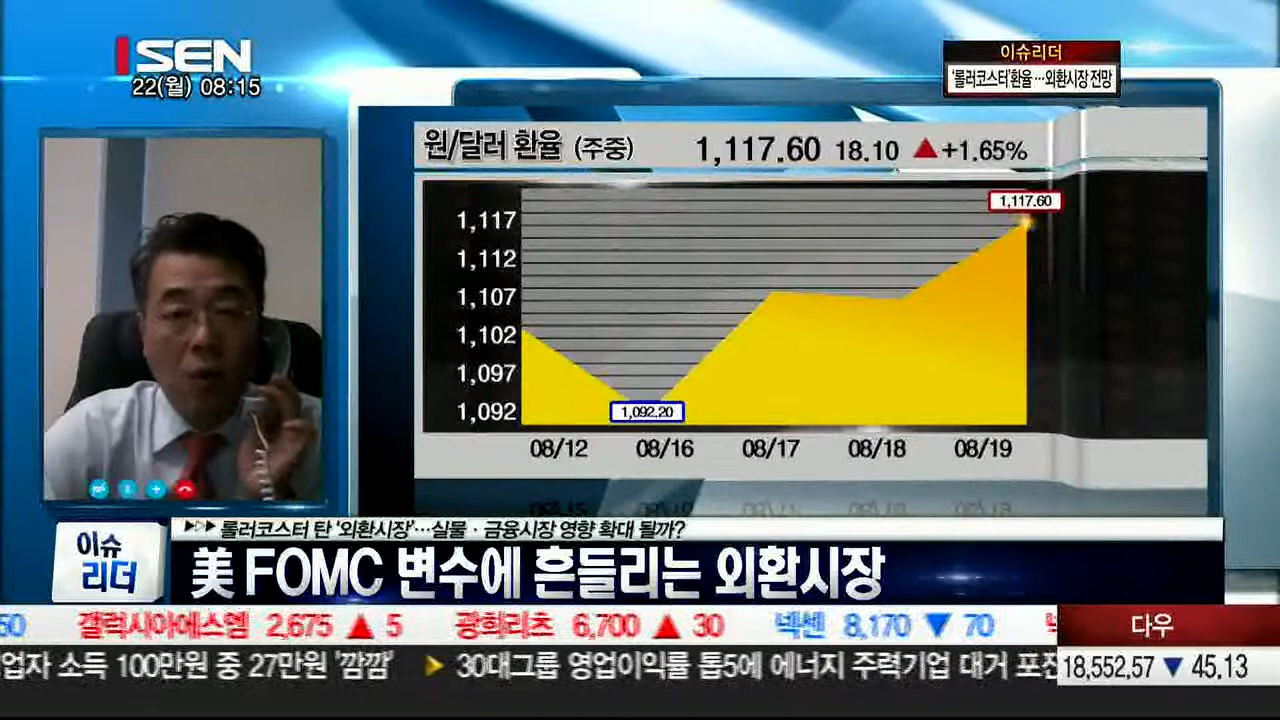 SEN
22(월) 08:15
이슈리더
'롤러코스터'환율…외환시장 전망
원/달러 환율 (주중) 1,117.60 18.10 ▲+1.65%
1,117.60
1,117
1,112
1,107
1,102
1,097
1,092
1,092.20
08/12 08/16 08/17 08/18 08/19
이슈
리더
▶▷▷ 롤러코스터 탄 '외환시장'…실물·금융시장 영향 확대 될까?
美 FOMC 변수에 흔들리는 외환시장
50 갤럭시아에스엠 2,675 ▲ 5 광희리츠 6,700 ▲ 30 넥센 8,170 ▼ 70
다우
업자 소득 100만원 중 27만원 '깜깜' ▶ 30대그룹 영업이익률 톱5에 에너지 주력기업 대거 포진
18,552.57 ▼ 45.13